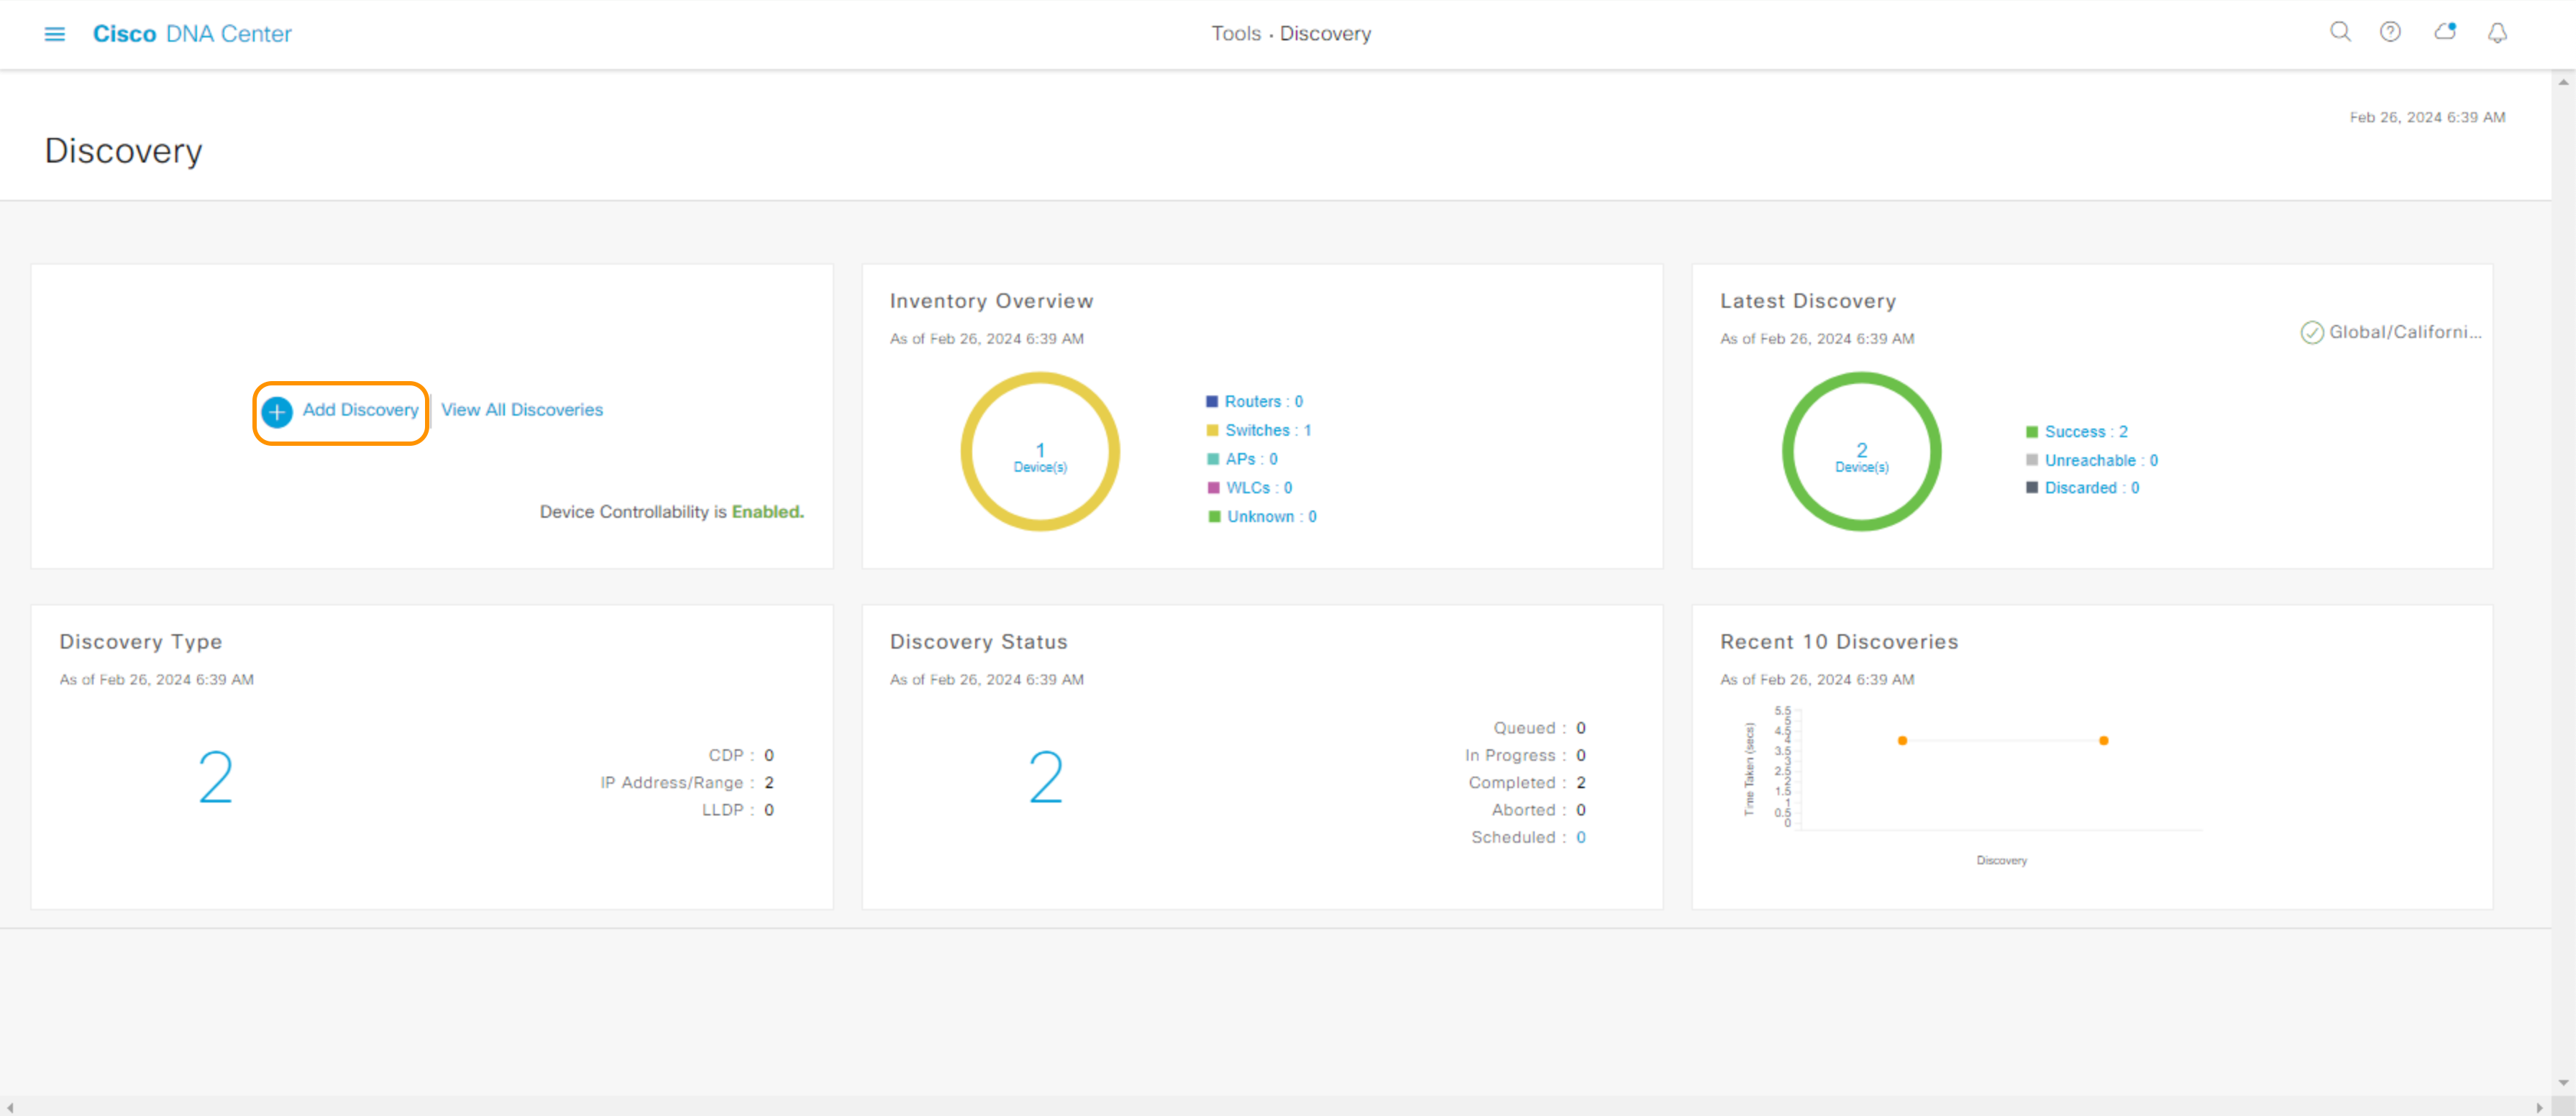 Cisco DNA Center
Tools · Discovery
Feb 26, 2024 6:39 AM
Discovery
Add Discovery
View All Discoveries
Device Controllability is Enabled.
Inventory Overview
As of Feb 26, 2024 6:39 AM
1
Device(s)
Routers : 0
Switches : 1
APs : 0
WLCs : 0
Unknown : 0
Latest Discovery
As of Feb 26, 2024 6:39 AM
Global/Californi...
2
Device(s)
Success : 2
Unreachable : 0
Discarded : 0
Discovery Type
As of Feb 26, 2024 6:39 AM
2
CDP : 0
IP Address/Range : 2
LLDP : 0
Discovery Status
As of Feb 26, 2024 6:39 AM
2
Queued : 0
In Progress : 0
Completed : 2
Aborted : 0
Scheduled : 0
Recent 10 Discoveries
As of Feb 26, 2024 6:39 AM
Time Taken (secs)
5.5
5
4.5
4
3.5
3
2.5
2
1.5
1
0.5
0
Discovery